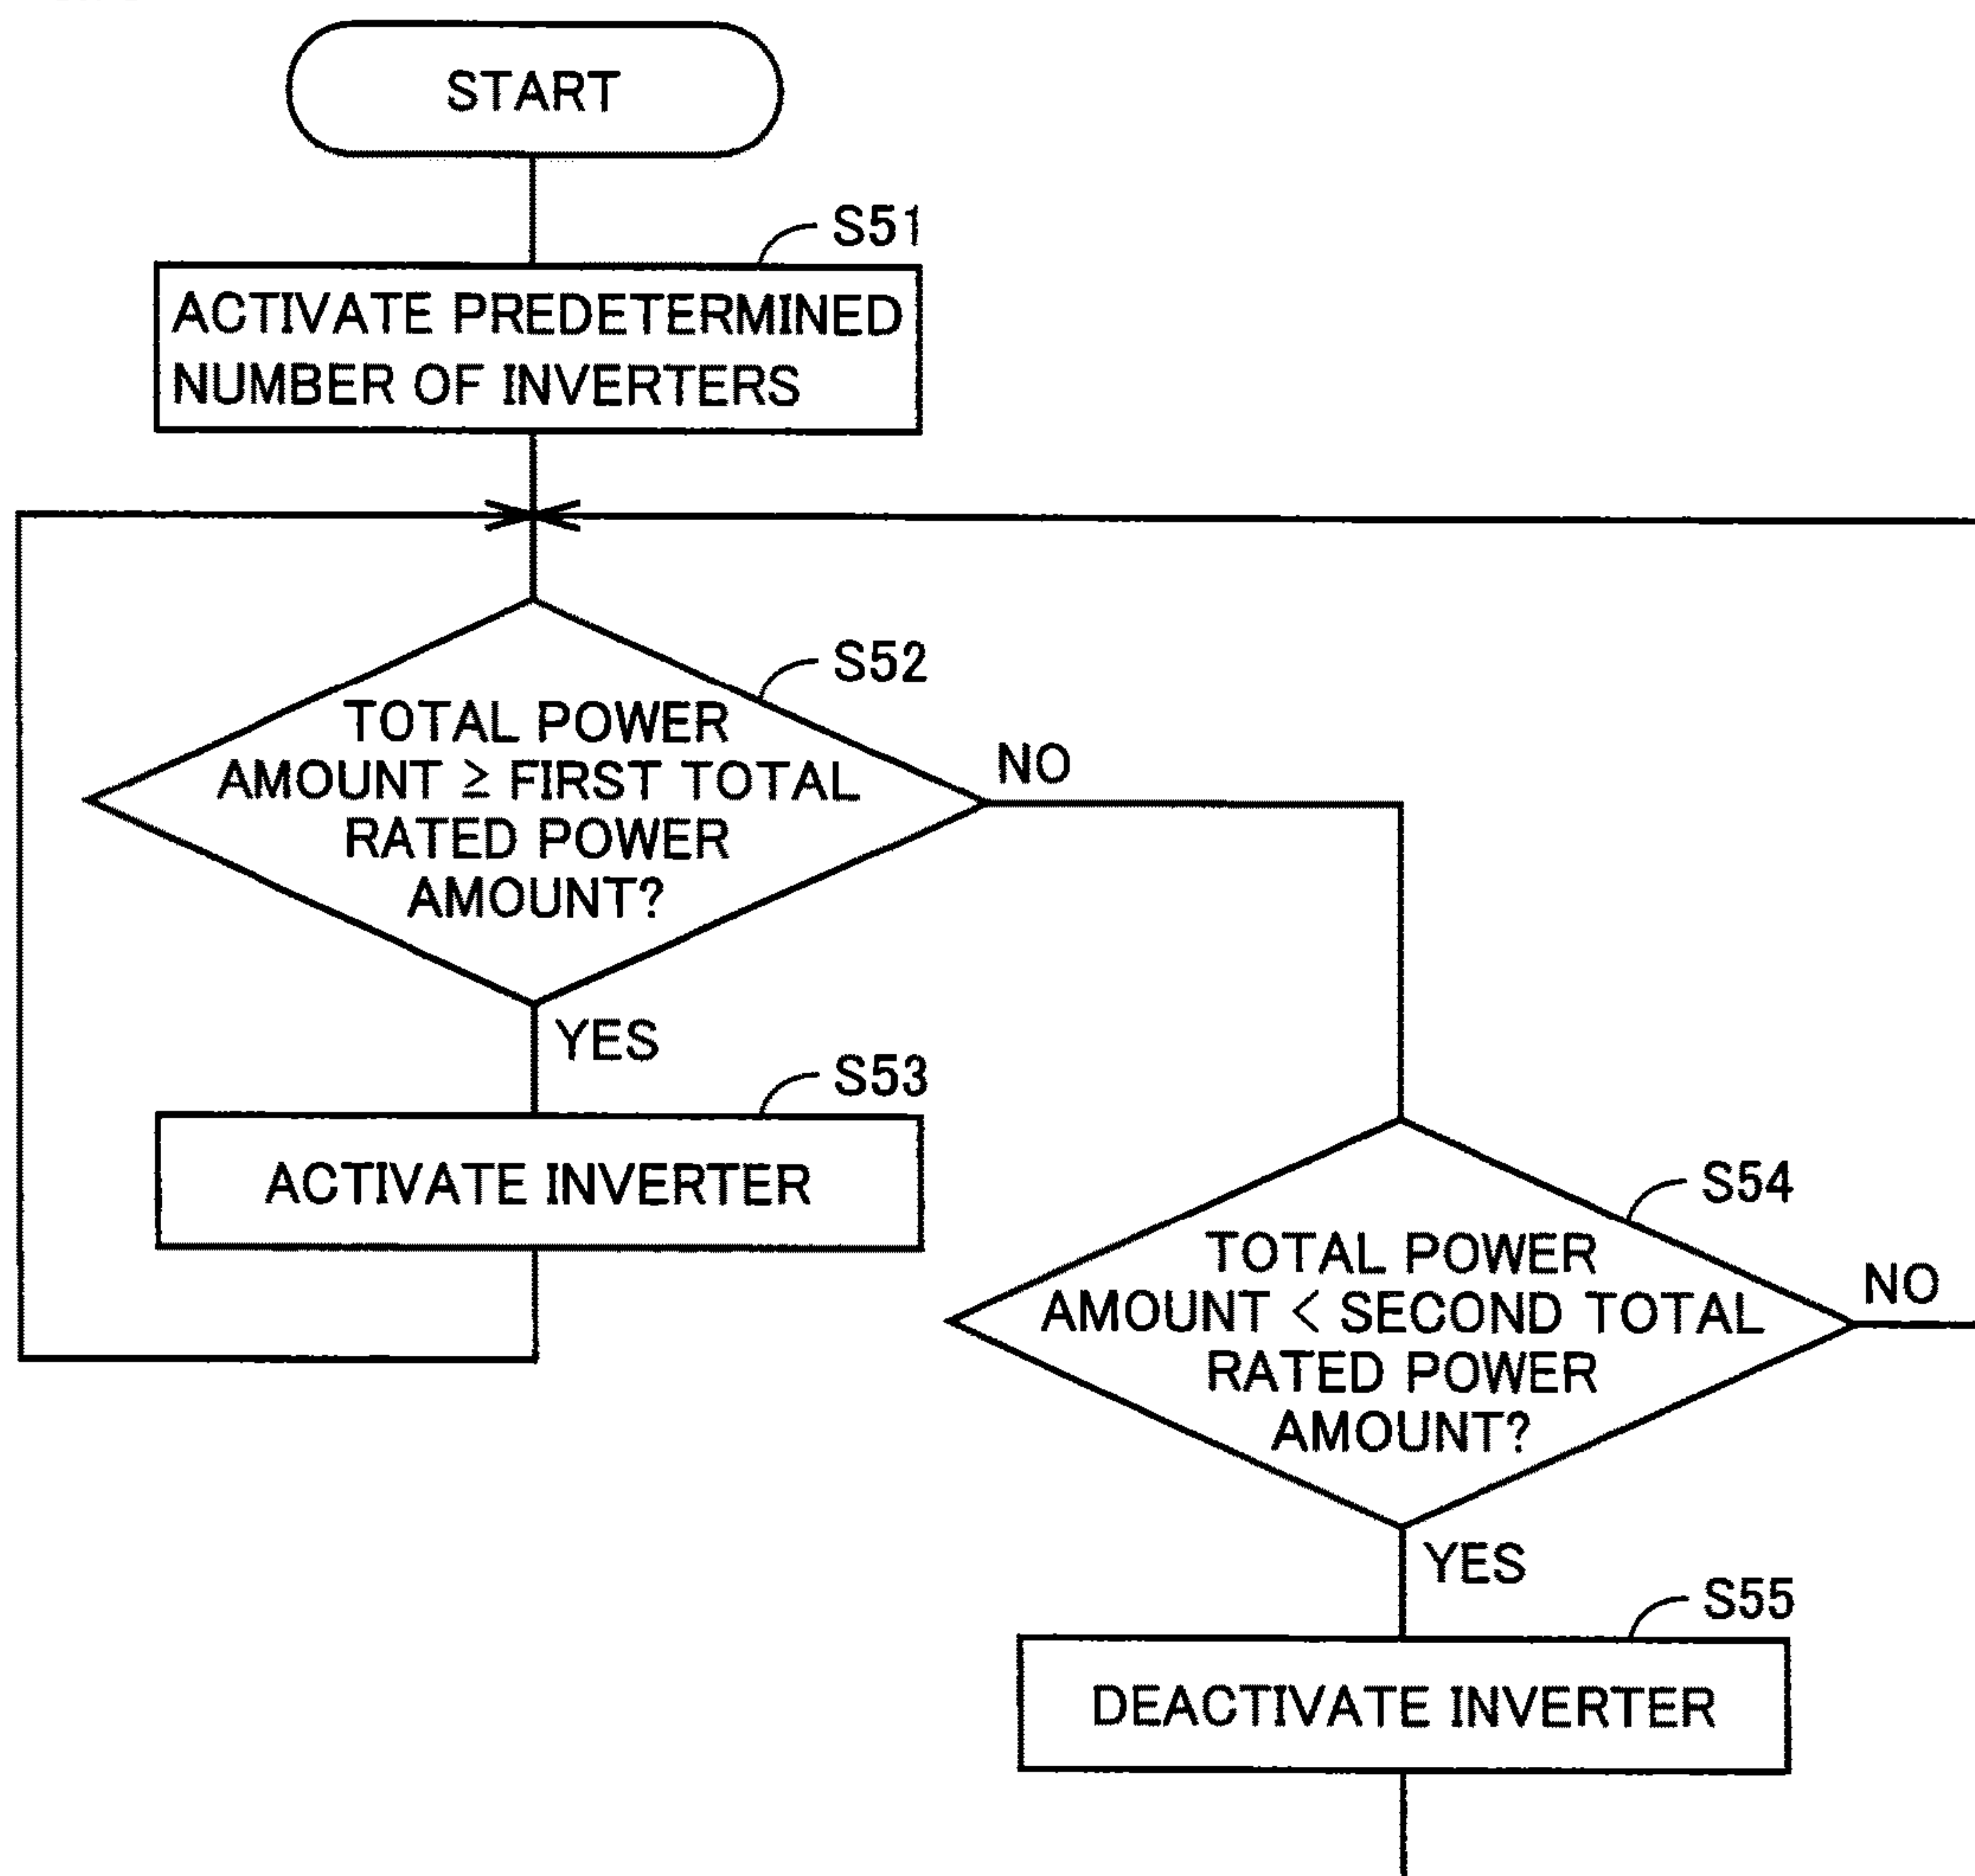 START
S51
ACTIVATE PREDETERMINED
NUMBER OF INVERTERS
S52
TOTAL POWER
AMOUNT ≥ FIRST TOTAL
RATED POWER
AMOUNT?
NO
YES
S53
ACTIVATE INVERTER
S54
TOTAL POWER
AMOUNT < SECOND TOTAL
RATED POWER
AMOUNT?
NO
YES
S55
DEACTIVATE INVERTER